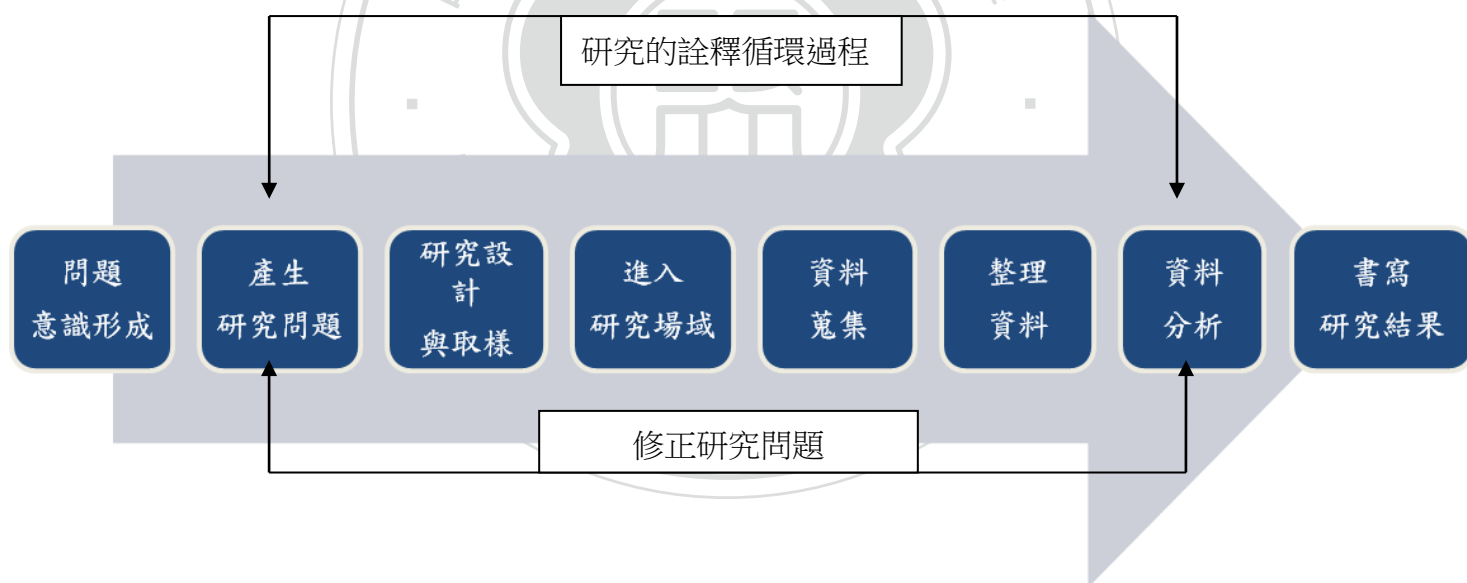 研究的詮釋循環過程
問題
意識形成
產生
研究問題
研究設
計
與取樣
進入
研究場域
資料
蒐集
整理
資料
資料
分析
書寫
研究結果
修正研究問題